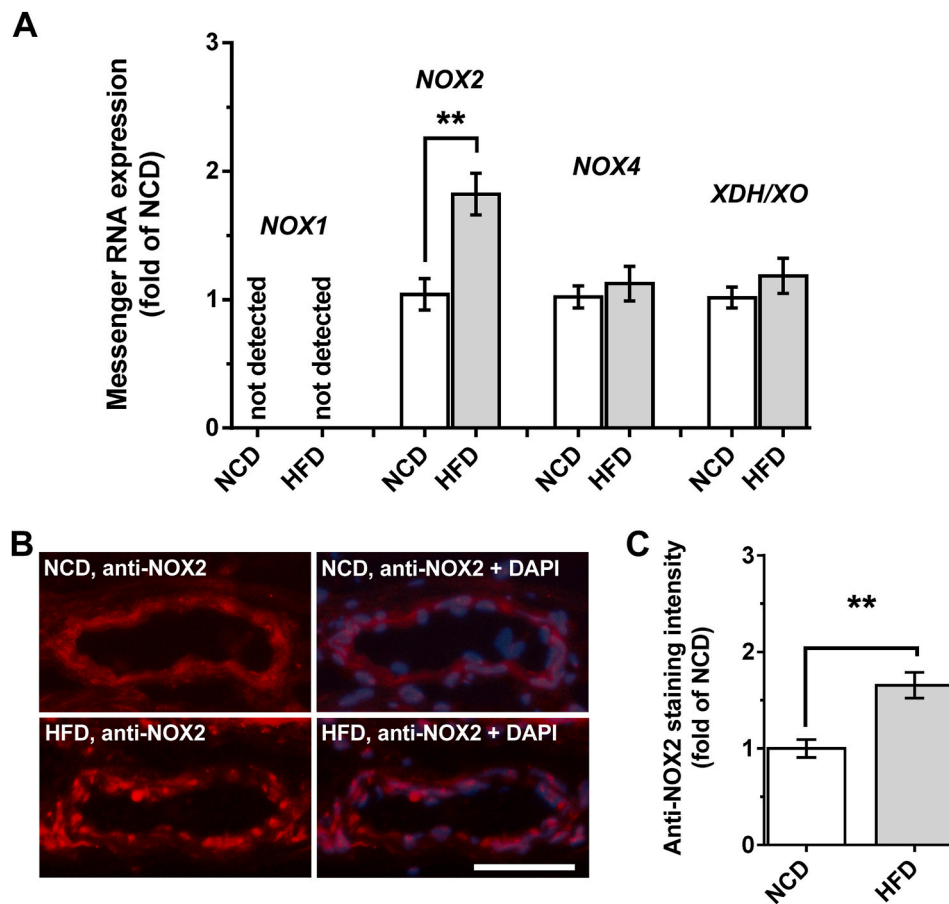 A
Messenger RNA expression
(fold of NCD)
3
2
1
0
NOX1
NOX2
**
NOX4
XDH/XO
not detected
not detected
NCD
HFD
NCD
HFD
NCD
HFD
NCD
HFD
B
NCD, anti-NOX2
NCD, anti-NOX2 + DAPI
HFD, anti-NOX2
HFD, anti-NOX2 + DAPI
C
Anti-NOX2 staining intensity
(fold of NCD)
3
2
1
0
**
NCD
HFD